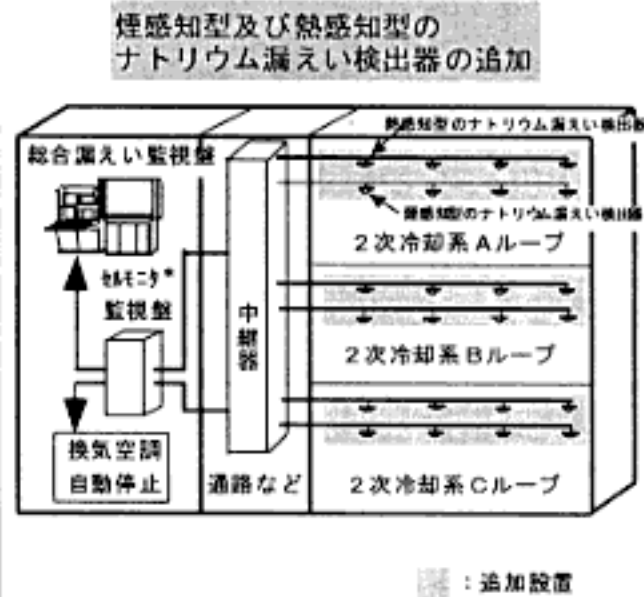 煙感知型及び熱感知型の
ナトリウム漏えい検出器の追加
熱感知型のナトリウム漏えい検出器
総合漏えい監視盤
煙感知型のナトリウム漏えい検出器
2次冷却系Aループ
セルモニタ*
監視盤
中継器
2次冷却系Bループ
換気空調
自動停止
通路など
2次冷却系Cループ
:追加設置